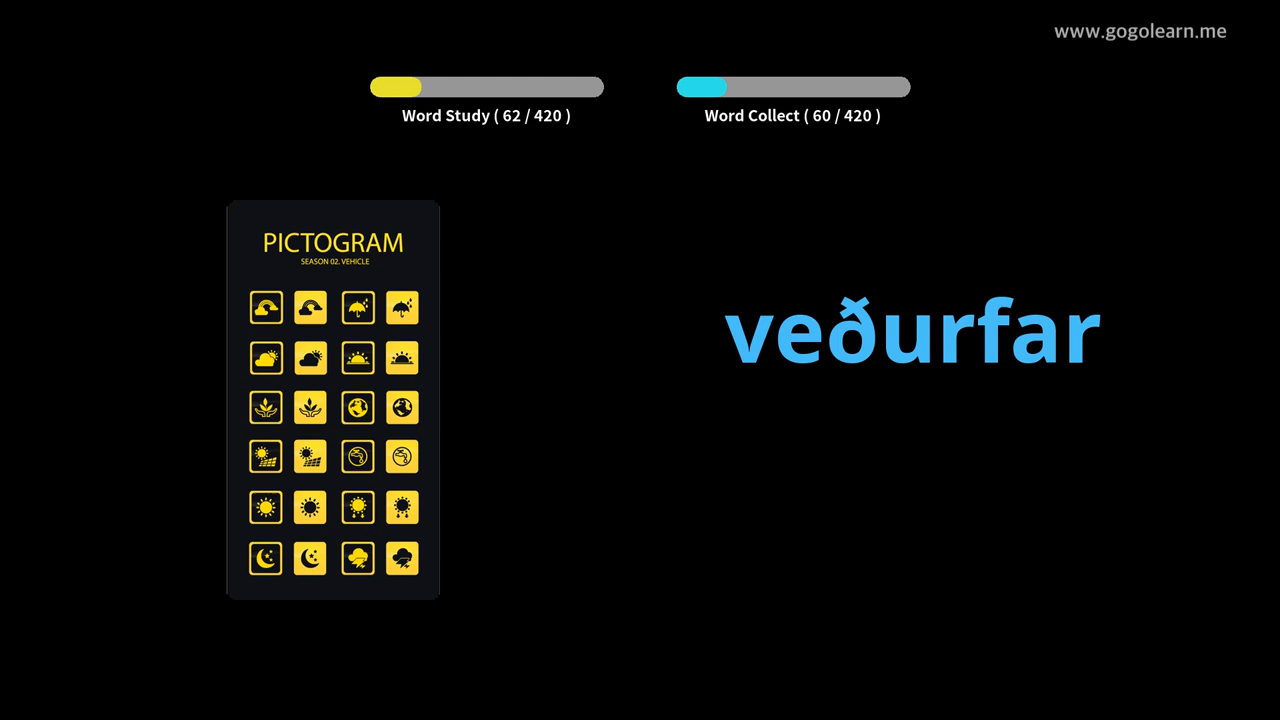 www.gogolearn.me
Word Study ( 62 / 420 )
Word Collect ( 60 / 420 )
PICTOGRAM
SEASON 02. VEHICLE
veðurfar